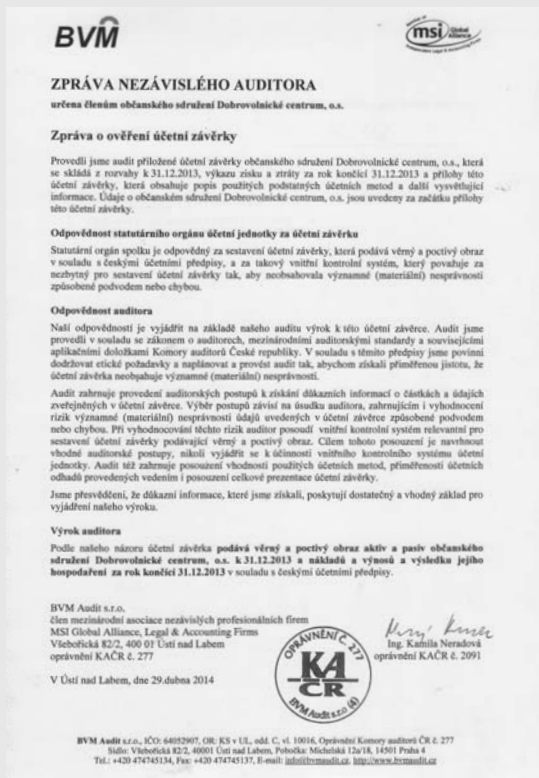 BVM
Member of
msi Global
Alliance
Independent Legal & Accounting Firms
ZPRÁVA NEZÁVISLÉHO AUDITORA
určena členům občanského sdružení Dobrovolnické centrum, o.s.
Zpráva o ověření účetní závěrky
Provedli jsme audit přiložené účetní závěrky občanského sdružení Dobrovolnické centrum, o.s., která
se skládá z rozvahy k 31.12.2013, výkazu zisku a ztráty za rok končící 31.12.2013 a přílohy této
účetní závěrky, která obsahuje popis použitých podstatných účetních metod a další vysvětlující
informace. Údaje o občanském sdružení Dobrovolnické centrum, o.s. jsou uvedeny za začátku přílohy
této účetní závěrky.
Odpovědnost statutárního orgánu účetní jednotky za účetní závěrku
Statutární orgán spolku je odpovědný za sestavení účetní závěrky, která podává věrný a poctivý obraz
v souladu s českými účetními předpisy, a za takový vnitřní kontrolní systém, který považuje za
nezbytný pro sestavení účetní závěrky tak, aby neobsahovala významné (materiální) nesprávnosti
způsobené podvodem nebo chybou.
Odpovědnost auditora
Naší odpovědností je vyjádřit na základě našeho auditu výrok k této účetní závěrce. Audit jsme
provedli v souladu se zákonem o auditorech, mezinárodními auditorskými standardy a souvisejícími
aplikačními doložkami Komory auditorů České republiky. V souladu s těmito předpisy jsme povinni
dodržovat etické požadavky a naplánovat a provést audit tak, abychom získali přiměřenou jistotu, že
účetní závěrka neobsahuje významné (materiální) nesprávnosti.
Audit zahrnuje provedení auditorských postupů k získání důkazních informací o částkách a údajích
zveřejněných v účetní závěrce. Výběr postupů závisí na úsudku auditora, zahrnujícím i vyhodnocení
rizik významné (materiální) nesprávnosti údajů uvedených v účetní závěrce způsobené podvodem
nebo chybou. Při vyhodnocování těchto rizik auditor posoudí vnitřní kontrolní systém relevantní pro
sestavení účetní závěrky podávající věrný a poctivý obraz. Cílem tohoto posouzení je navrhnout
vhodné auditorské postupy, nikoli vyjádřit se k účinnosti vnitřního kontrolního systému účetní
jednotky. Audit též zahrnuje posouzení vhodnosti použitých účetních metod, přiměřenosti účetních
odhadů provedených vedením i posouzení celkové prezentace účetní závěrky.
Jsme přesvědčeni, že důkazní informace, které jsme získali, poskytují dostatečný a vhodný základ pro
vyjádření našeho výroku.
Výrok auditora
Podle našeho názoru účetní závěrka podává věrný a poctivý obraz aktiv a pasiv občanského
sdružení Dobrovolnické centrum, o.s. k 31.12.2013 a nákladů a výnosů a výsledku jejího
hospodaření za rok končící 31.12.2013 v souladu s českými účetními předpisy.
BVM Audit s.r.o.
člen mezinárodní asociace nezávislých profesionálních firem
MSI Global Alliance, Legal & Accounting Firms
Všebořická 82/2, 400 01 Ústí nad Labem
oprávnění KAČR č. 277
Ing. Kamila Neradová
oprávnění KAČR č. 2091
OPRÁVNĚNÍ Č. 277
KA
ČR
BVM Audit s.r.o. (4)
V Ústí nad Labem, dne 29.dubna 2014
BVM Audit s.r.o., IČO: 64052907, OR: KS v UL, odd. C, vl. 10016, Oprávnění Komory auditorů ČR č. 277
Sídlo: Všebořická 82/2, 40001 Ústí nad Labem, Pobočka: Michelská 12a/18, 14501 Praha 4
Tel.: +420 474745134, Fax: +420 474745137, E-mail: info@bvmaudit.cz, http://www.bvmaudit.cz